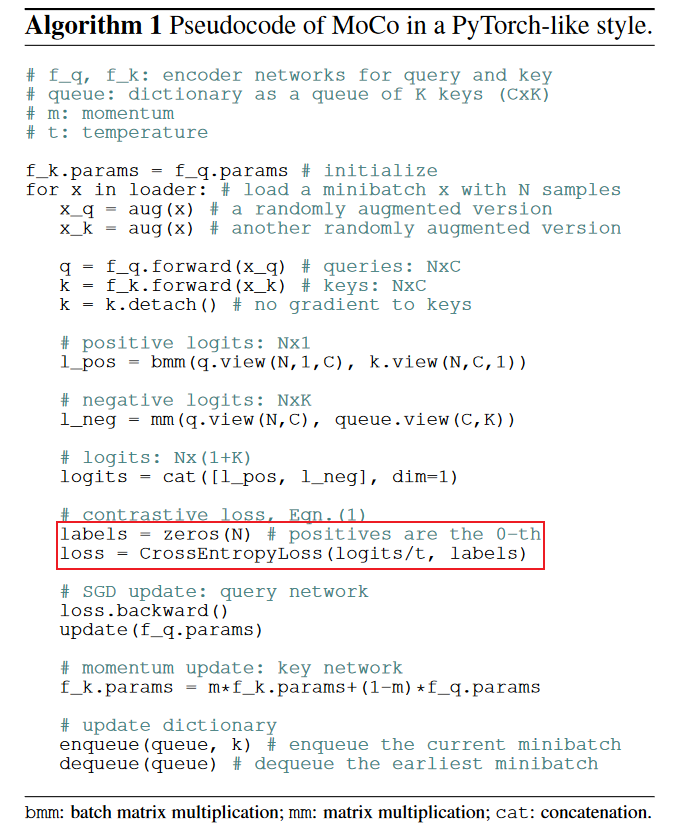 Algorithm 1 Pseudocode of MoCo in a PyTorch-like style.
# f_q, f_k: encoder networks for query and key
# queue: dictionary as a queue of K keys (CxK)
# m: momentum
# t: temperature
f_k.params = f_q.params # initialize
for x in loader: # load a minibatch x with N samples
x_q = aug(x) # a randomly augmented version
x_k = aug(x) # another randomly augmented version
q = f_q.forward(x_q) # queries: NxC
k = f_k.forward(x_k) # keys: NxC
k = k.detach() # no gradient to keys
# positive logits: Nx1
l_pos = bmm(q.view(N,1,C), k.view(N,C,1))
# negative logits: NxK
l_neg = mm(q.view(N,C), queue.view(C,K))
# logits: Nx(1+K)
logits = cat([l_pos, l_neg], dim=1)
# contrastive loss, Eqn.(1)
labels = zeros(N) # positives are the 0-th
loss = CrossEntropyLoss(logits/t, labels)
# SGD update: query network
loss.backward()
update(f_q.params)
# momentum update: key network
f_k.params = m*f_k.params+(1-m)*f_q.params
# update dictionary
enqueue(queue, k) # enqueue the current minibatch
dequeue(queue) # dequeue the earliest minibatch
bmm: batch matrix multiplication; mm: matrix multiplication; cat: concatenation.